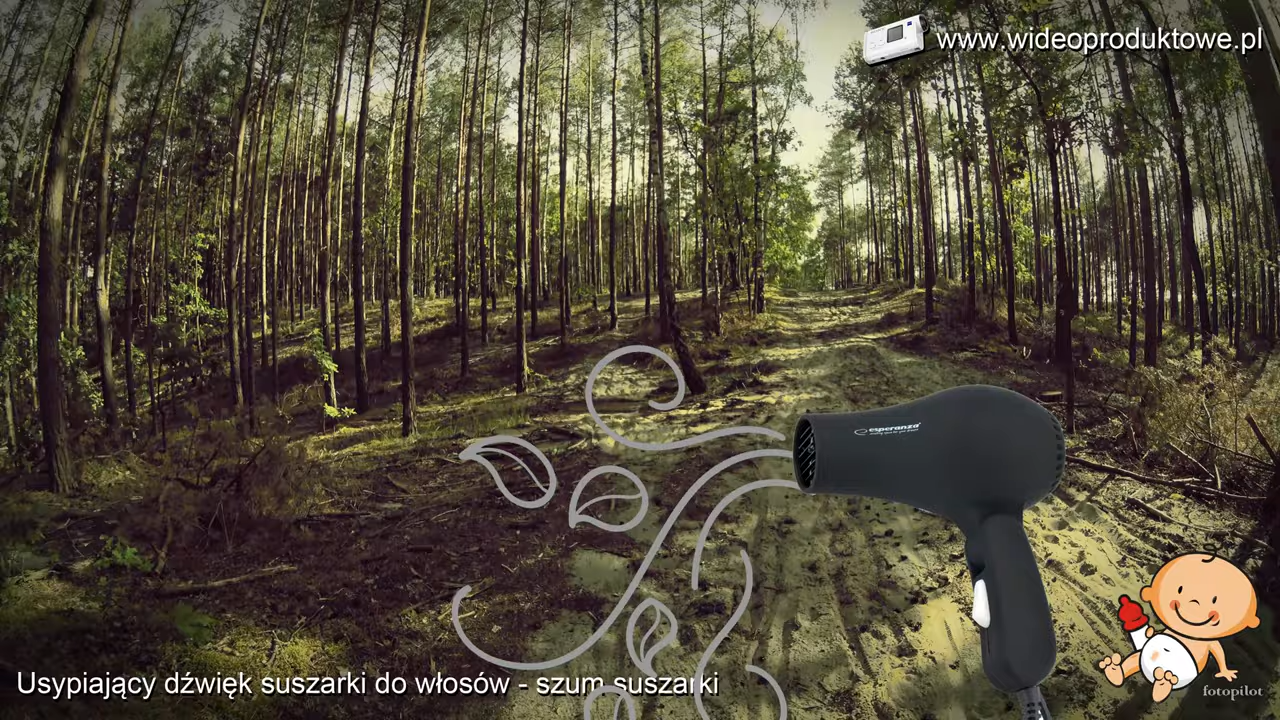 www.wideoproduktowe.pl
esperanza
Usypiający dźwięk suszarki do włosów - szum suszarki
fotopilot